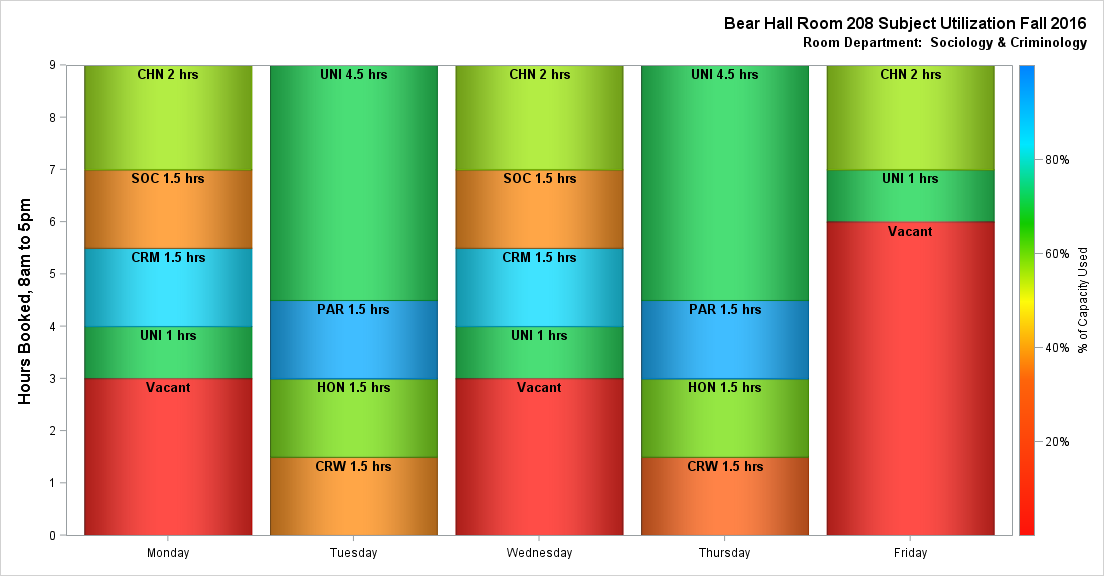 Bear Hall Room 208 Subject Utilization Fall 2016
Room Department: Sociology & Criminology
Hours Booked, 8am to 5pm
9
8
7
6
5
4
3
2
1
0
CHN 2 hrs
SOC 1.5 hrs
CRM 1.5 hrs
UNI 1 hrs
Vacant
Monday
UNI 4.5 hrs
PAR 1.5 hrs
HON 1.5 hrs
CRW 1.5 hrs
Tuesday
CHN 2 hrs
SOC 1.5 hrs
CRM 1.5 hrs
UNI 1 hrs
Vacant
Wednesday
UNI 4.5 hrs
PAR 1.5 hrs
HON 1.5 hrs
CRW 1.5 hrs
Thursday
CHN 2 hrs
UNI 1 hrs
Vacant
Friday
80%
60%
40%
20%
% of Capacity Used